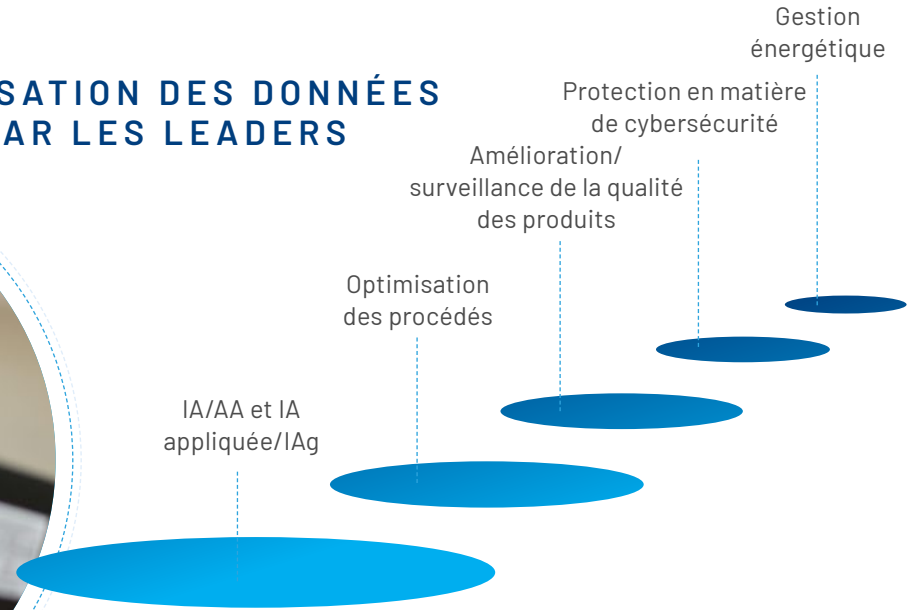 SATION DES DONNÉES
AR LES LEADERS
Gestion
énergétique
Protection en matière
de cybersécurité
Amélioration/
surveillance de la qualité
des produits
Optimisation
des procédés
IA/AA et IA
appliquée/IAg